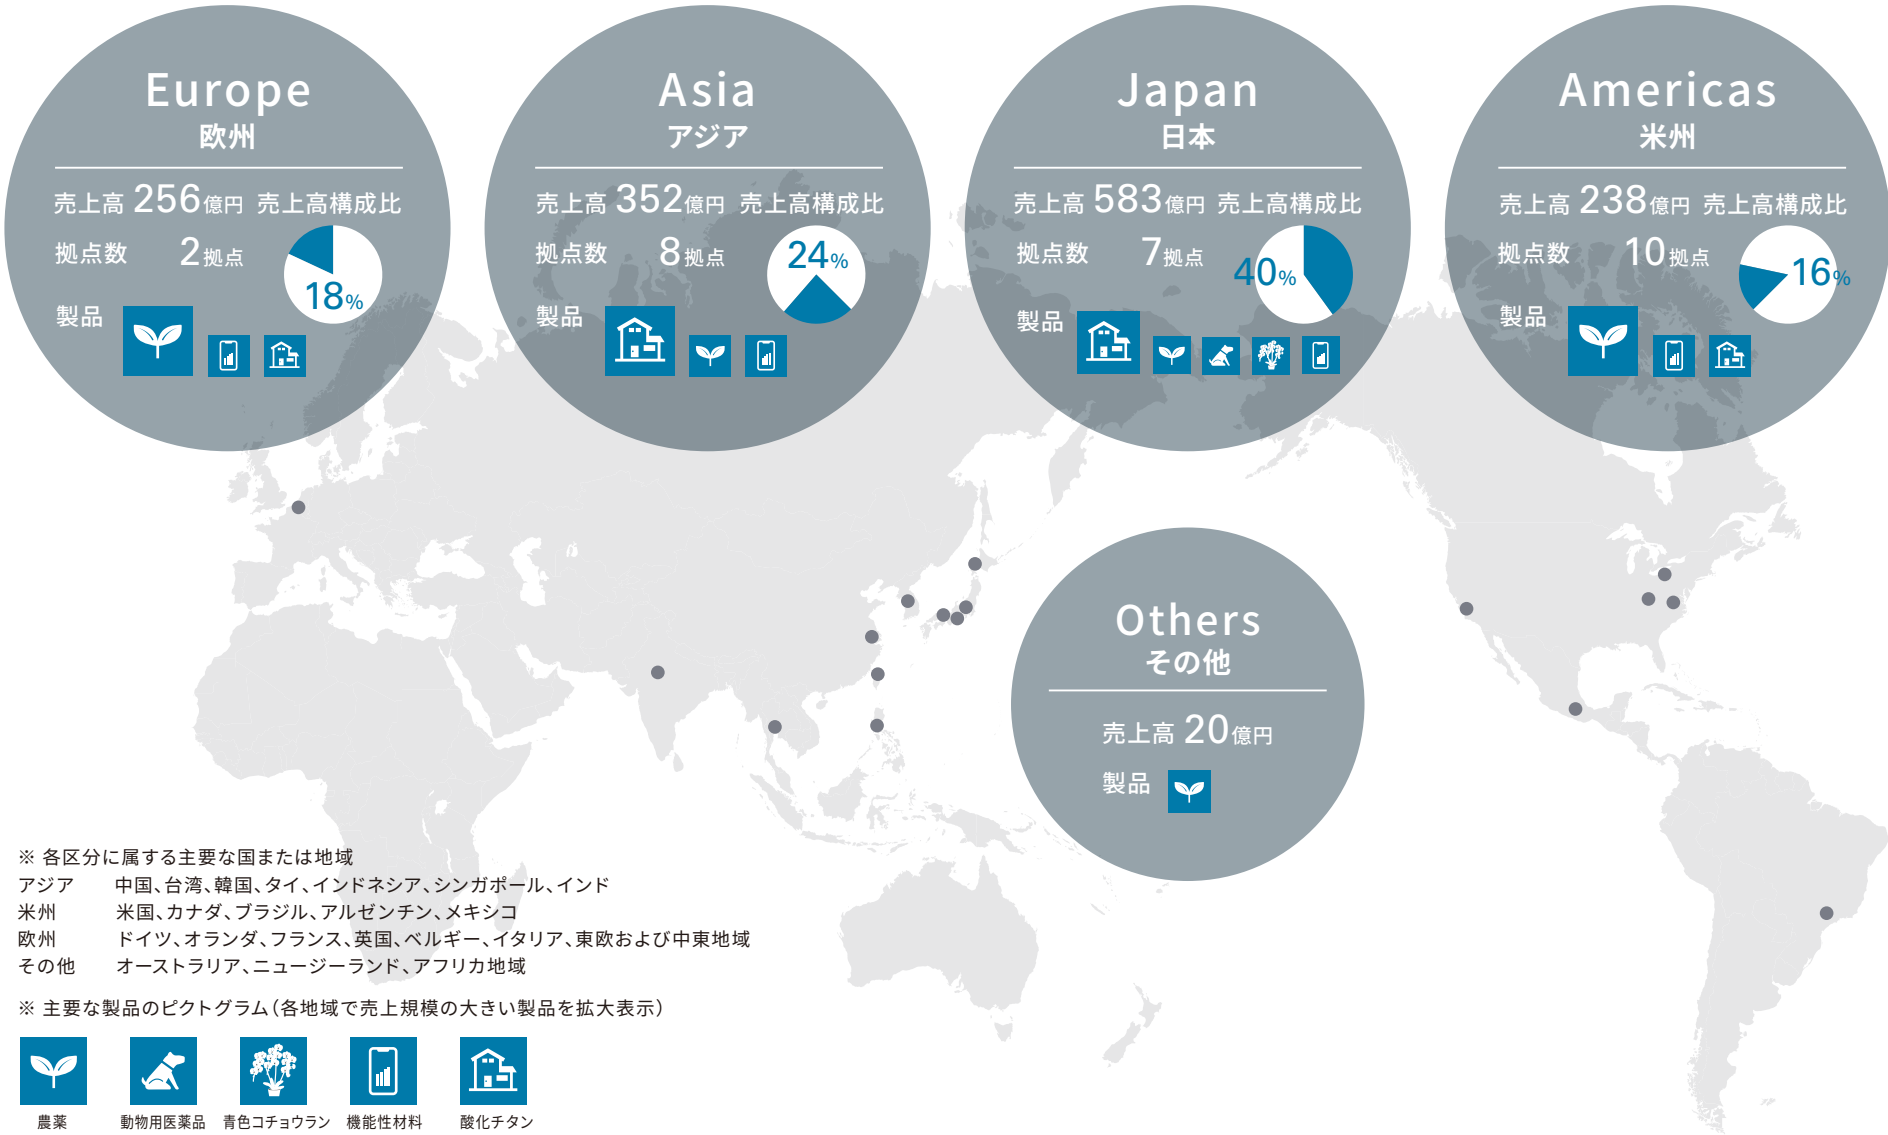 Europe
欧州
売上高 256億円 売上高構成比
拠点数 2拠点
18%
製品
Asia
アジア
売上高 352億円 売上高構成比
拠点数 8拠点
24%
製品
Japan
日本
売上高 583億円 売上高構成比
拠点数 7拠点
40%
製品
Americas
米州
売上高 238億円 売上高構成比
拠点数 10拠点
16%
製品
Others
その他
売上高 20億円
製品
※ 各区分に属する主要な国または地域
アジア 中国、台湾、韓国、タイ、インドネシア、シンガポール、インド
米州 米国、カナダ、ブラジル、アルゼンチン、メキシコ
欧州 ドイツ、オランダ、フランス、英国、ベルギー、イタリア、東欧および中東地域
その他 オーストラリア、ニュージーランド、アフリカ地域
※ 主要な製品のピクトグラム（各地域で売上規模の大きい製品を拡大表示）
農薬 動物用医薬品 青色コチョウラン 機能性材料 酸化チタン